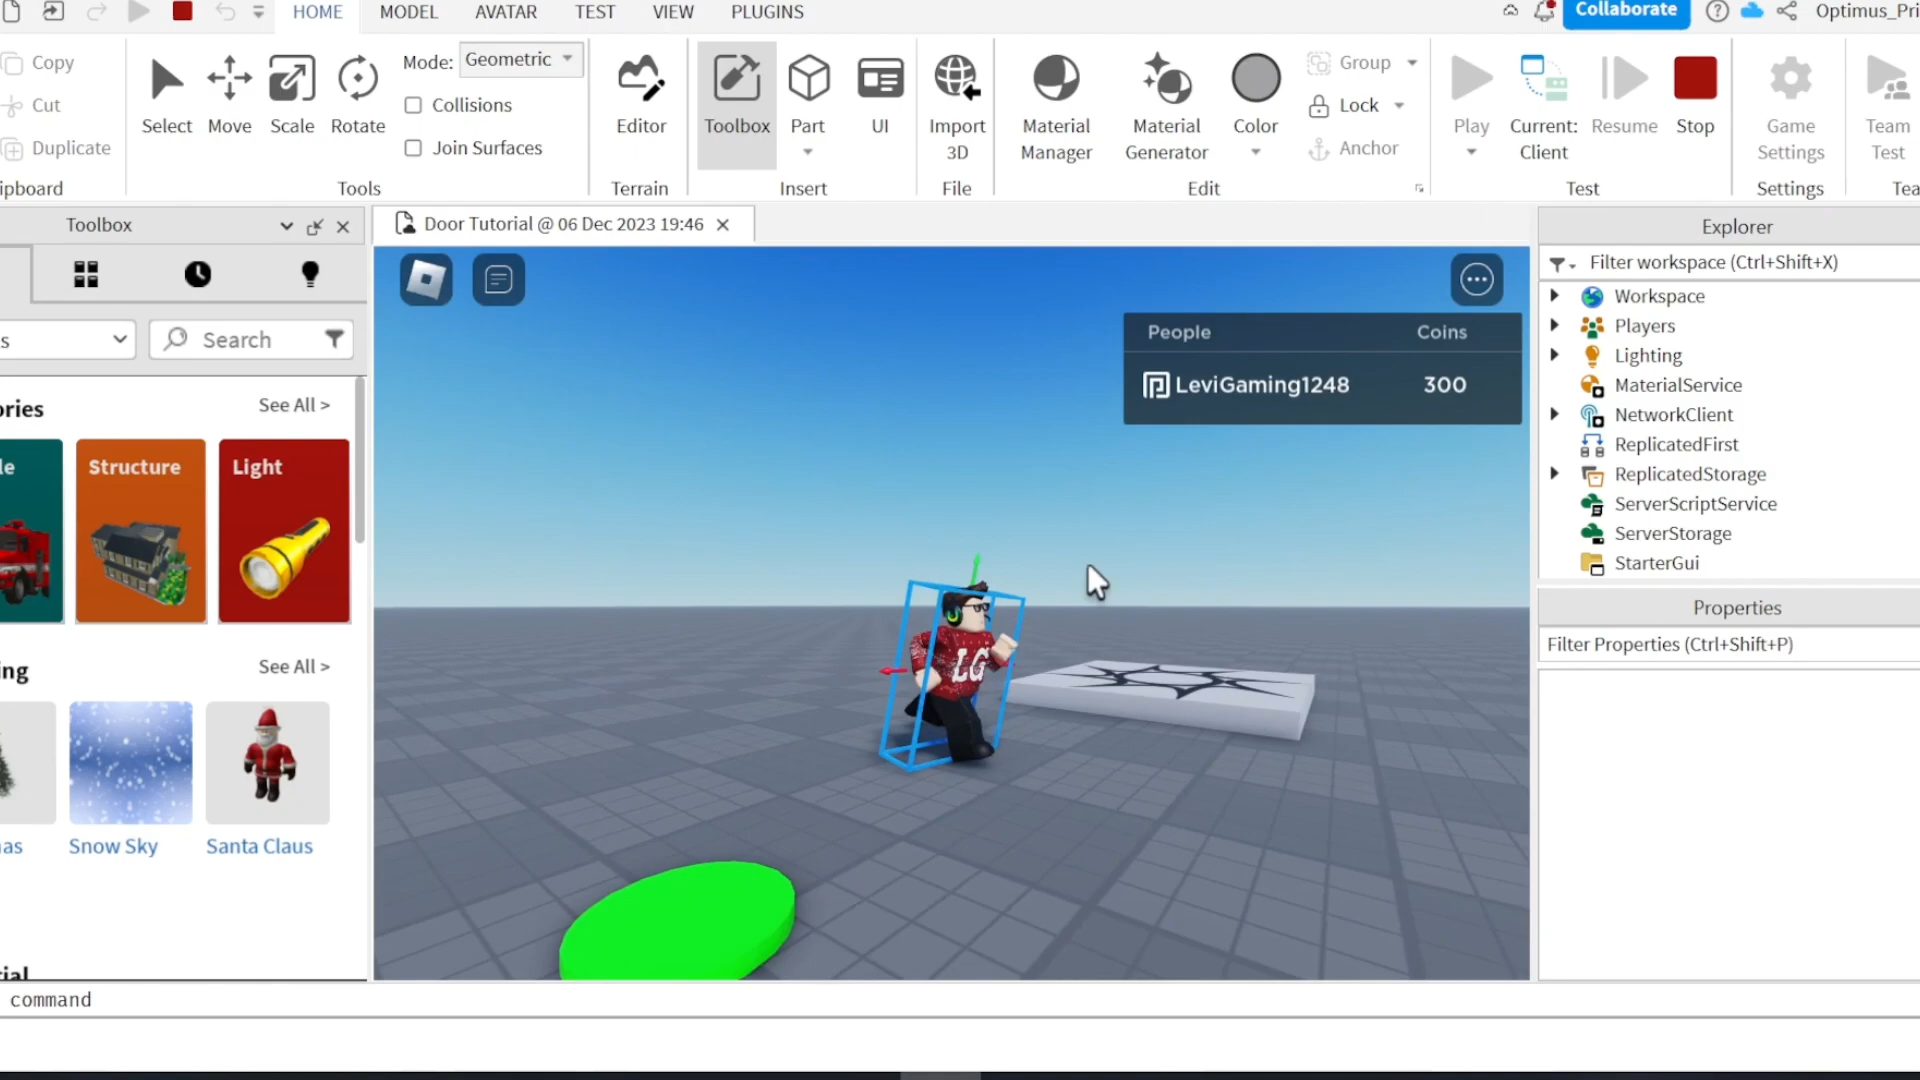 HOME MODEL AVATAR TEST VIEW PLUGINS Collaborate Optimus_Pri
Copy
Cut
Duplicate
Select Move Scale Rotate
Mode: Geometric
Collisions
Join Surfaces
Editor
Toolbox Part UI
Import 3D
Material Manager
Material Generator
Color
Group
Lock
Anchor
Play
Current: Client
Resume Stop
Game Settings
Team Test
ipboard Tools Terrain Insert File Edit Test Settings Tea
Toolbox
Door Tutorial @ 06 Dec 2023 19:46
Explorer
s
Search
Filter workspace (Ctrl+Shift+X)
Workspace
Players
Lighting
MaterialService
NetworkClient
ReplicatedFirst
ReplicatedStorage
ServerScriptService
ServerStorage
StarterGui
Properties
Filter Properties (Ctrl+Shift+P)
People Coins
LeviGaming1248 300
LG
ories See All >
le Structure Light
ing See All >
nas Snow Sky Santa Claus
ial
command